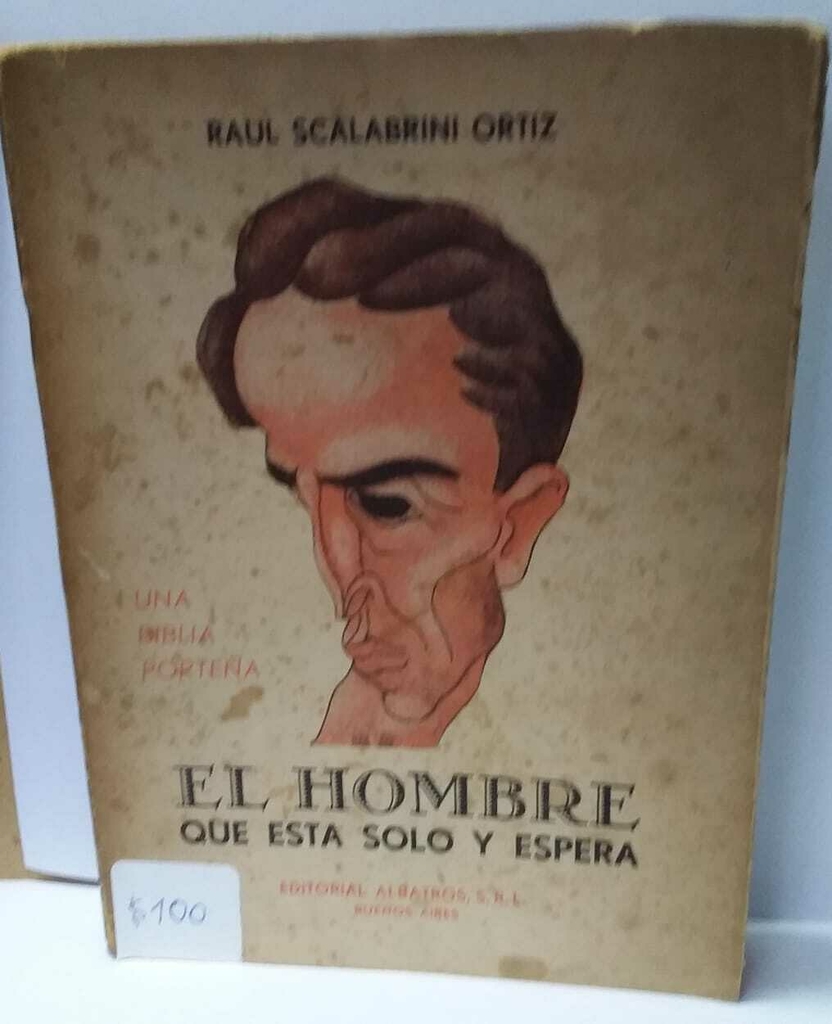 RAUL SCALABRINI ORTIZ
UNA
BIBLIA
PORTEÑA
EL HOMBRE
QUE ESTA SOLO Y ESPERA
EDITORIAL ALBATROS, S.R.L.
BUENOS AIRES
$100